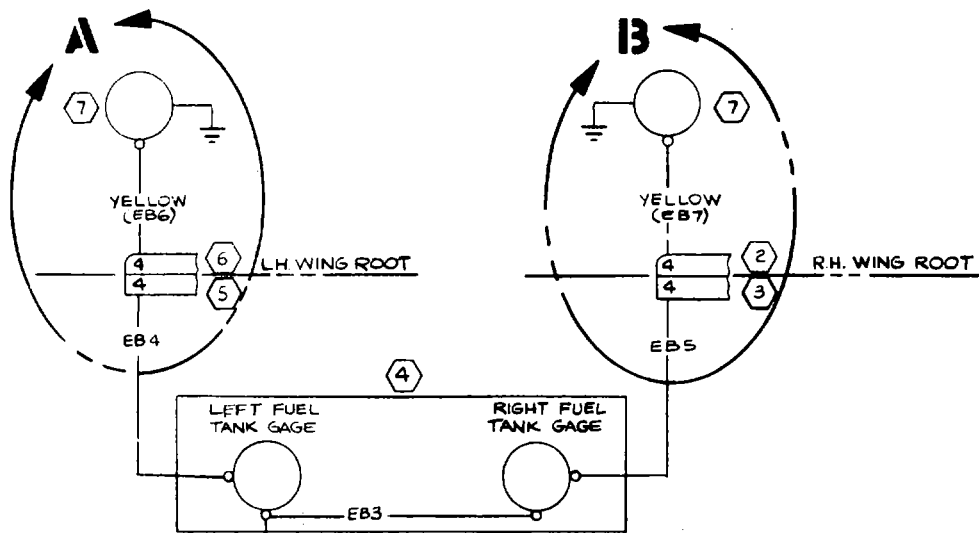 A
B
7
7
YELLOW
(EB6)
YELLOW
(EB7)
4
6
L.H. WING ROOT
4
5
4
2
R.H. WING ROOT
4
3
EB4
EB5
4
LEFT FUEL
TANK GAGE
RIGHT FUEL
TANK GAGE
EB3